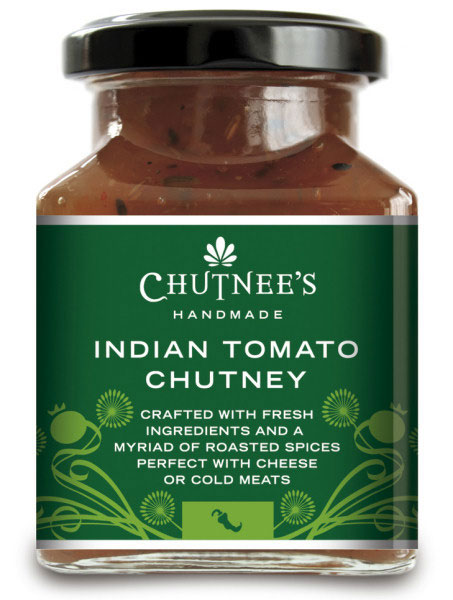 CHUTNEE'S
HANDMADE
INDIAN TOMATO
CHUTNEY
CRAFTED WITH FRESH
INGREDIENTS AND A
MYRIAD OF ROASTED SPICES
PERFECT WITH CHEESE
OR COLD MEATS